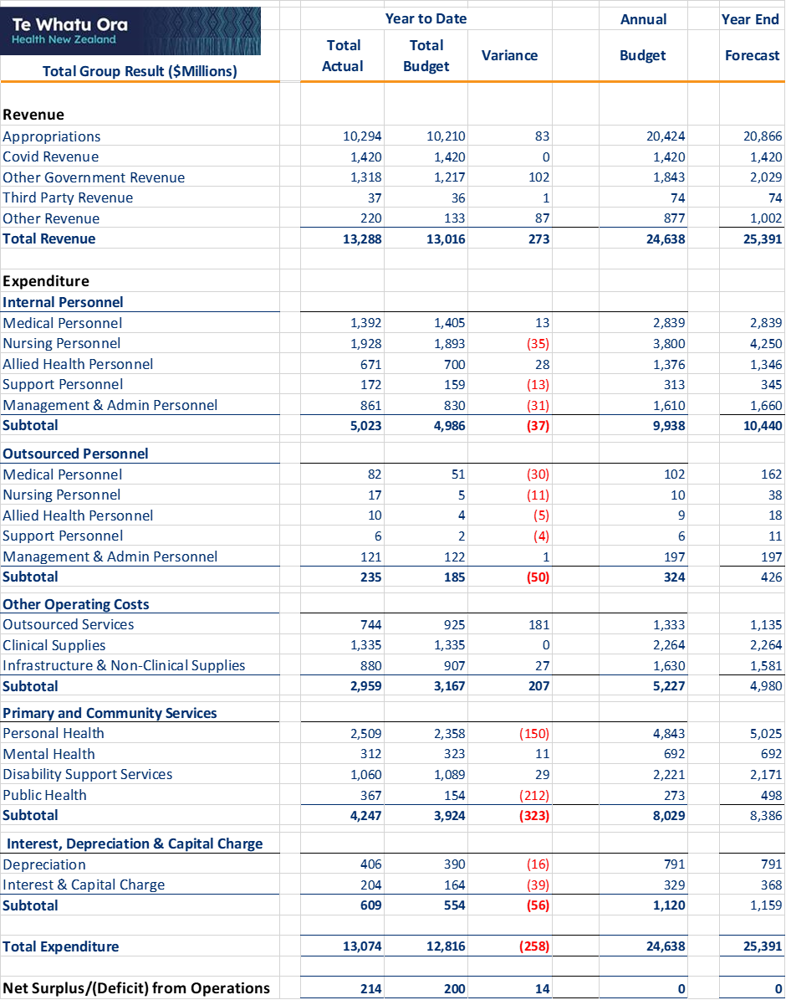 Te Whatu Ora
Health New Zealand
Year to Date Annual Year End
Total Actual Total Budget Variance Budget Forecast
Total Group Result ($Millions)
Revenue
Appropriations 10,294 10,210 83 20,424 20,866
Covid Revenue 1,420 1,420 0 1,420 1,420
Other Government Revenue 1,318 1,217 102 1,843 2,029
Third Party Revenue 37 36 1 74 74
Other Revenue 220 133 87 877 1,002
Total Revenue 13,288 13,016 273 24,638 25,391
Expenditure
Internal Personnel
Medical Personnel 1,392 1,405 13 2,839 2,839
Nursing Personnel 1,928 1,893 (35) 3,800 4,250
Allied Health Personnel 671 700 28 1,376 1,346
Support Personnel 172 159 (13) 313 345
Management & Admin Personnel 861 830 (31) 1,610 1,660
Subtotal 5,023 4,986 (37) 9,938 10,440
Outsourced Personnel
Medical Personnel 82 51 (30) 102 162
Nursing Personnel 17 5 (11) 10 38
Allied Health Personnel 10 4 (5) 9 18
Support Personnel 6 2 (4) 6 11
Management & Admin Personnel 121 122 1 197 197
Subtotal 235 185 (50) 324 426
Other Operating Costs
Outsourced Services 744 925 181 1,333 1,135
Clinical Supplies 1,335 1,335 0 2,264 2,264
Infrastructure & Non-Clinical Supplies 880 907 27 1,630 1,581
Subtotal 2,959 3,167 207 5,227 4,980
Primary and Community Services
Personal Health 2,509 2,358 (150) 4,843 5,025
Mental Health 312 323 11 692 692
Disability Support Services 1,060 1,089 29 2,221 2,171
Public Health 367 154 (212) 273 498
Subtotal 4,247 3,924 (323) 8,029 8,386
Interest, Depreciation & Capital Charge
Depreciation 406 390 (16) 791 791
Interest & Capital Charge 204 164 (39) 329 368
Subtotal 609 554 (56) 1,120 1,159
Total Expenditure 13,074 12,816 (258) 24,638 25,391
Net Surplus/(Deficit) from Operations 214 200 14 0 0